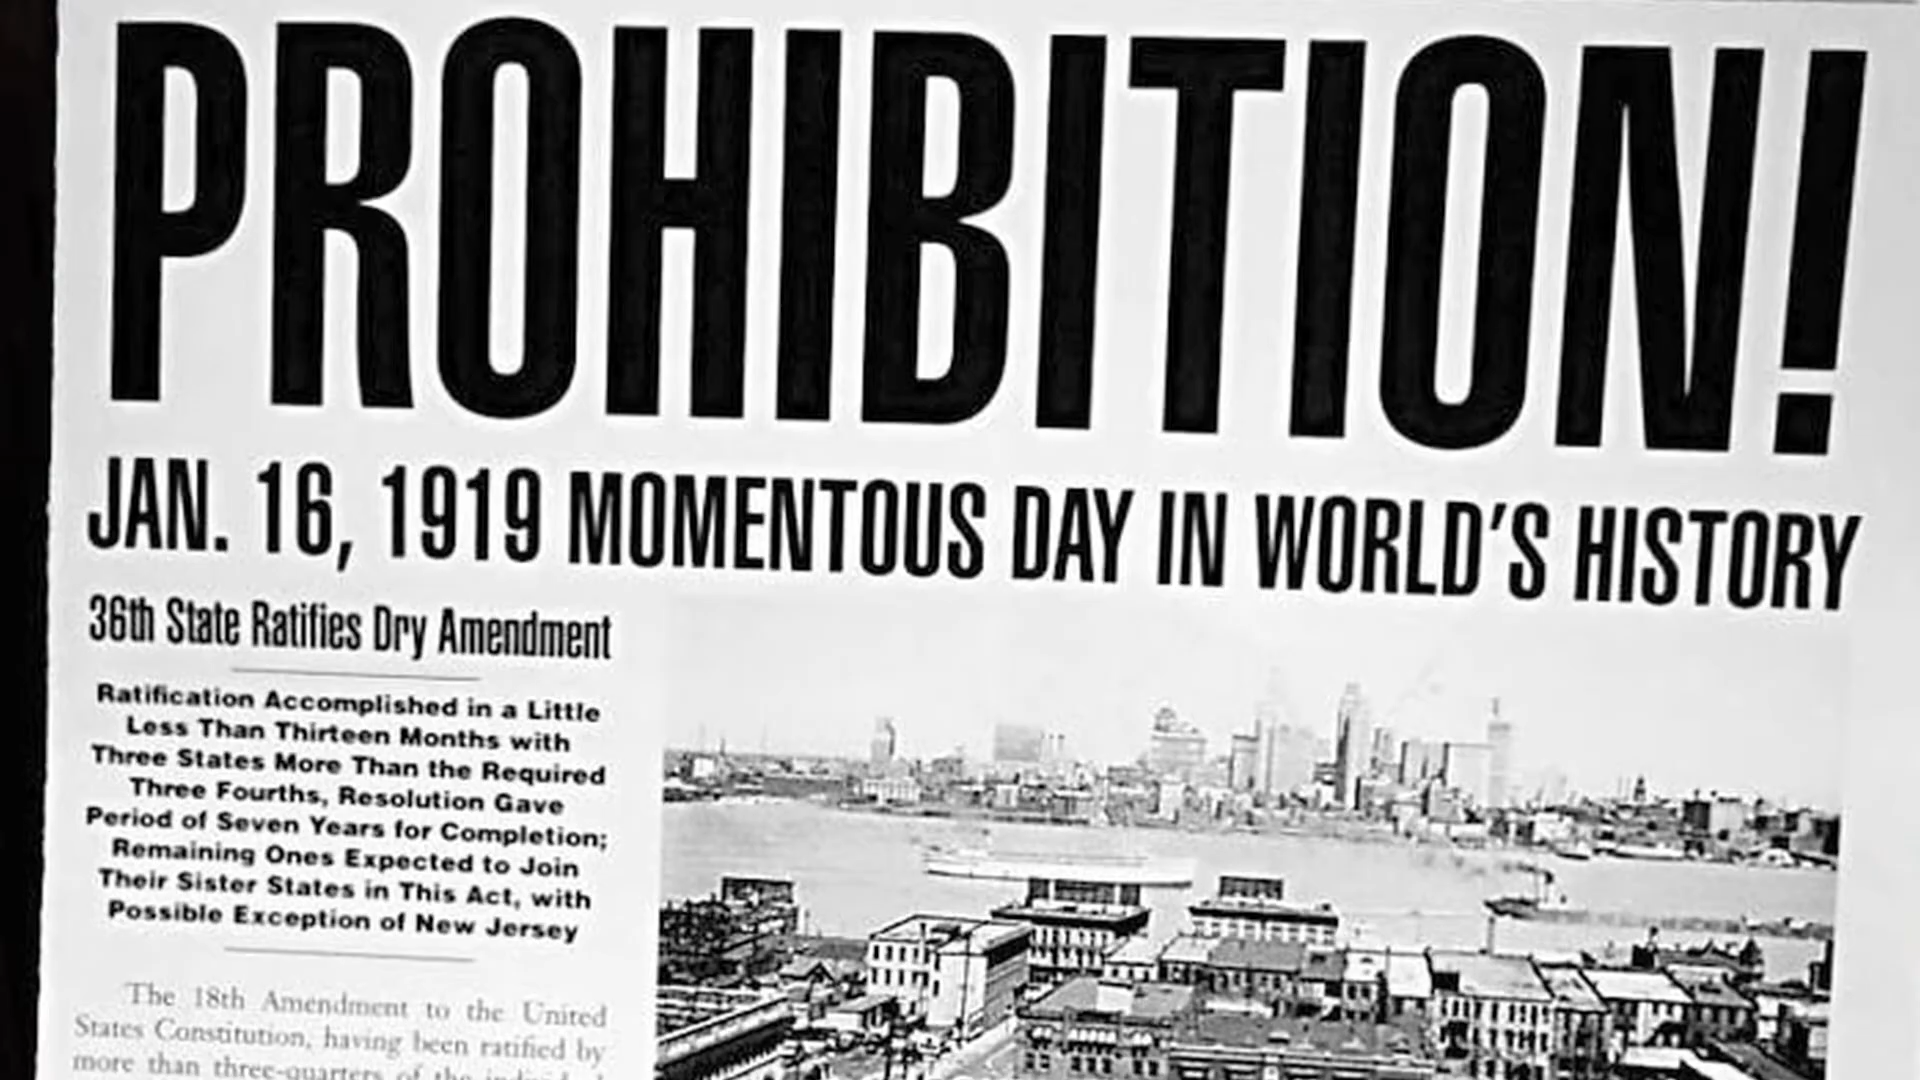 PROHIBITION!
JAN. 16, 1919 MOMENTOUS DAY IN WORLD'S HISTORY
36th State Ratifies Dry Amendment
Ratification Accomplished in a Little
Less Than Thirteen Months with
Three States More Than the Required
Three Fourths, Resolution Gave
Period of Seven Years for Completion;
Remaining Ones Expected to Join
Their Sister States in This Act, with
Possible Exception of New Jersey
The 18th Amendment to the United
States Constitution, having been ratified by
more than three-quarters of the